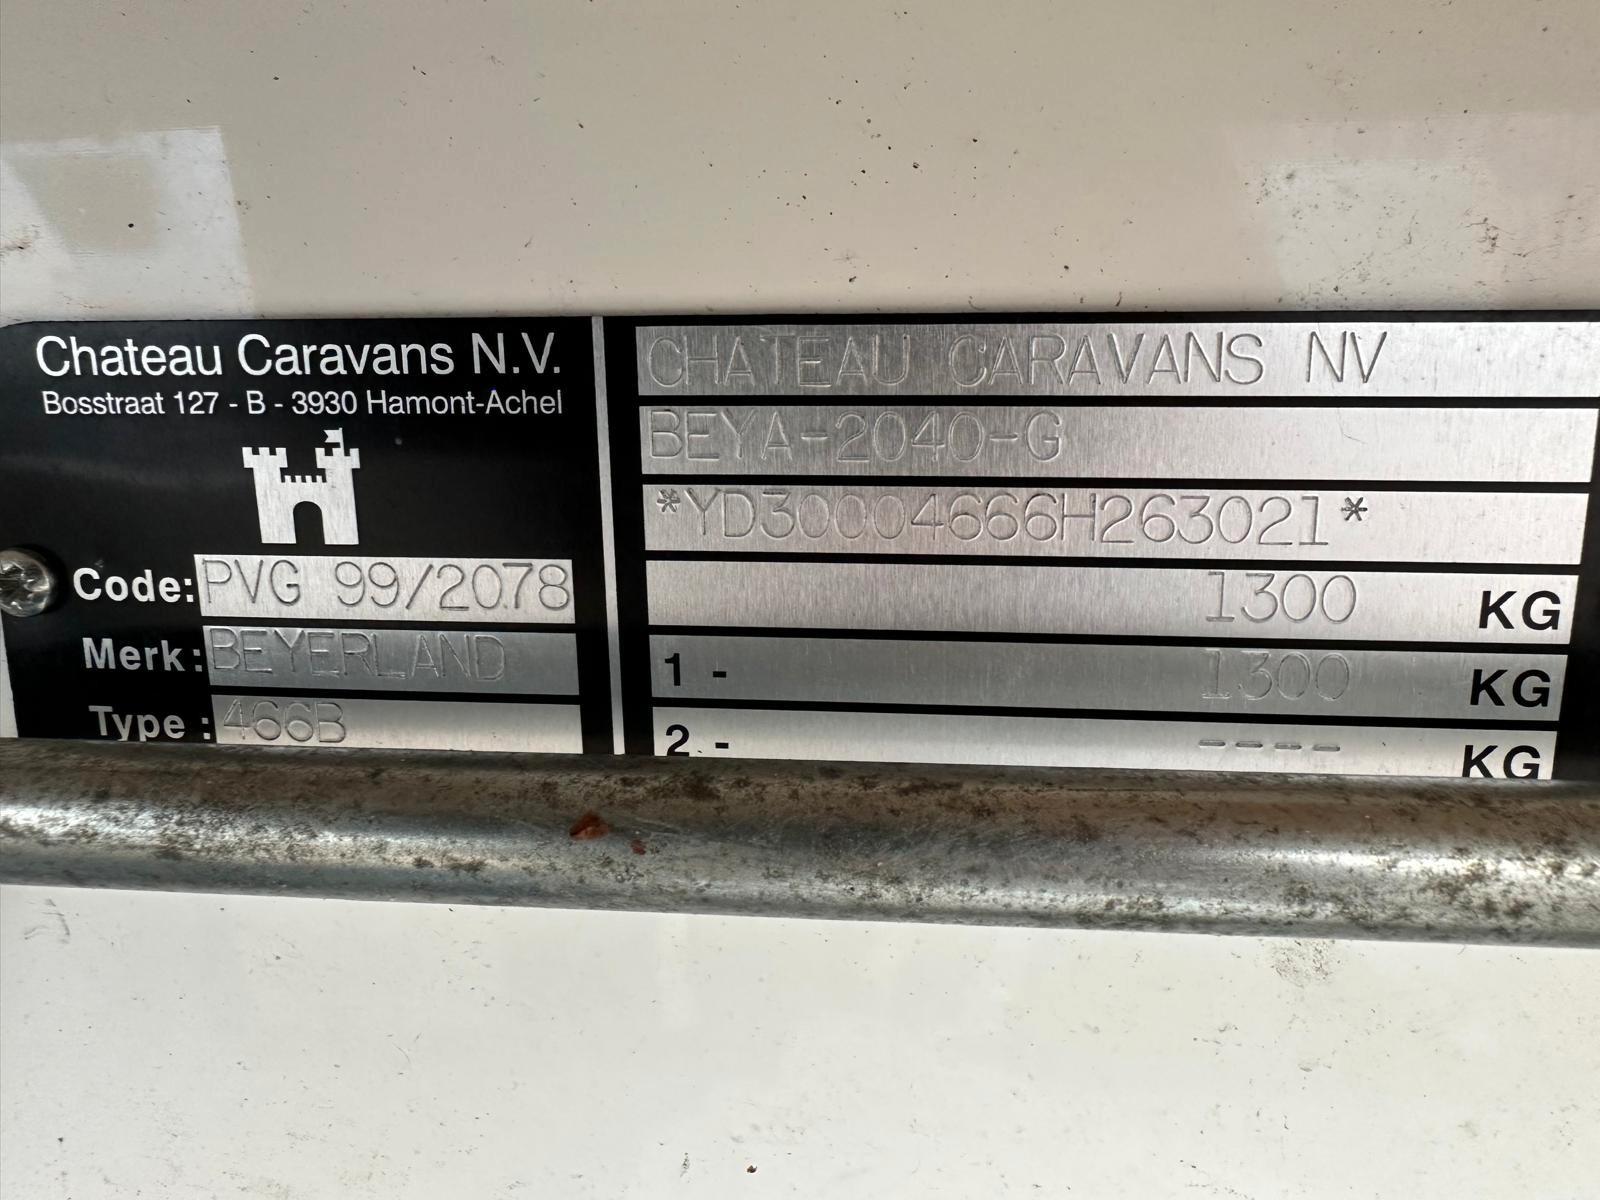 Chateau Caravans N.V.
Bosstraat 127 - B - 3930 Hamont-Achel
Code: PVG 99/2078
Merk: BEYERLAND
Type : 466B
CHATEAU CARAVANS NV
BEYA-2040-G
*YD30004666H263021*
1300 KG
1 - 1300 KG
2 - ---- KG